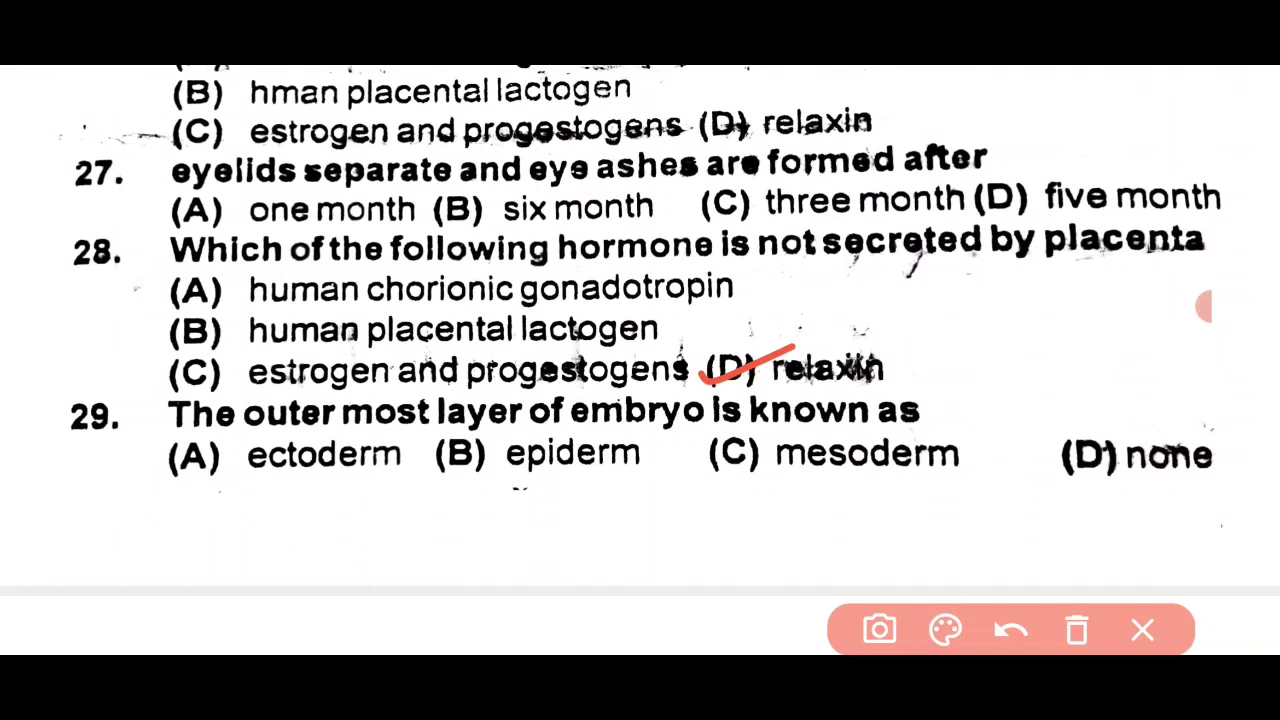 (B) hman placental lactogen
(C) estrogen and progestogens (D) relaxin
27. eyelids separate and eye ashes are formed after
(A) one month (B) six month (C) three month (D) five month
28. Which of the following hormone is not secreted by placenta
(A) human chorionic gonadotropin
(B) human placental lactogen
(C) estrogen and progestogens (D) relaxin
29. The outer most layer of embryo is known as
(A) ectoderm (B) epiderm (C) mesoderm (D) none